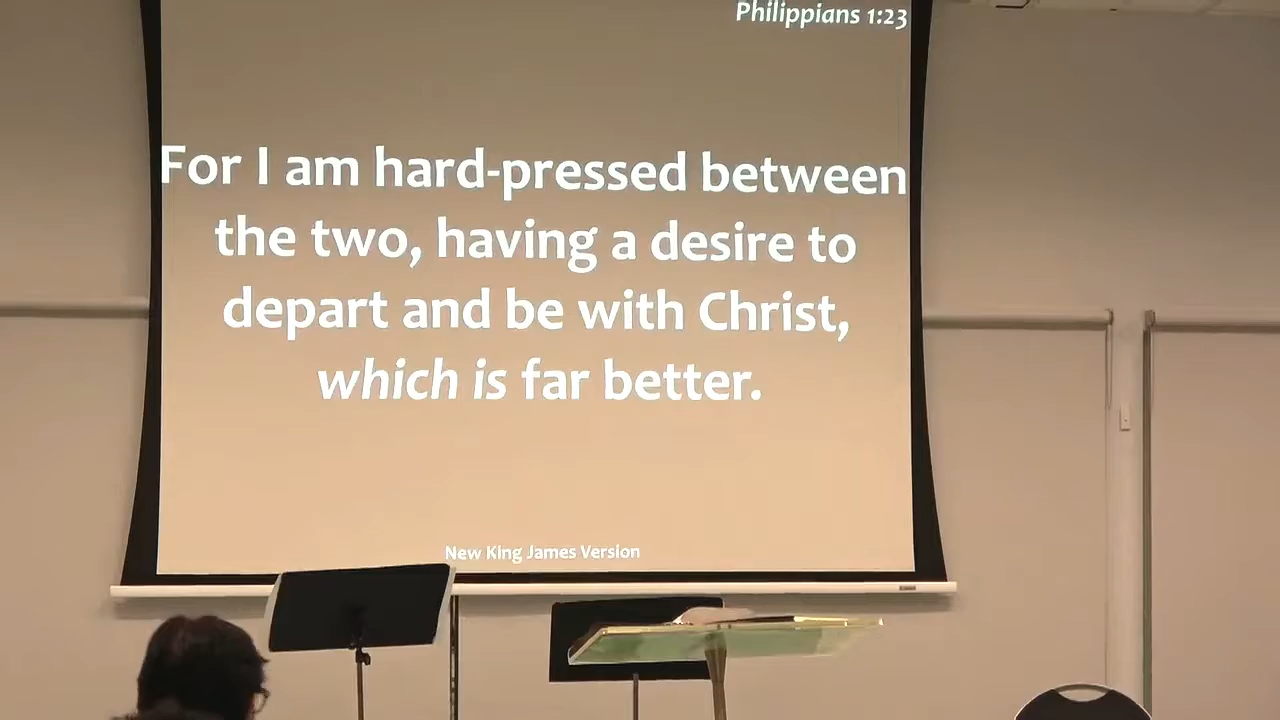 Philippians 1:23
For I am hard-pressed between
the two, having a desire to
depart and be with Christ,
which is far better.
New King James Version